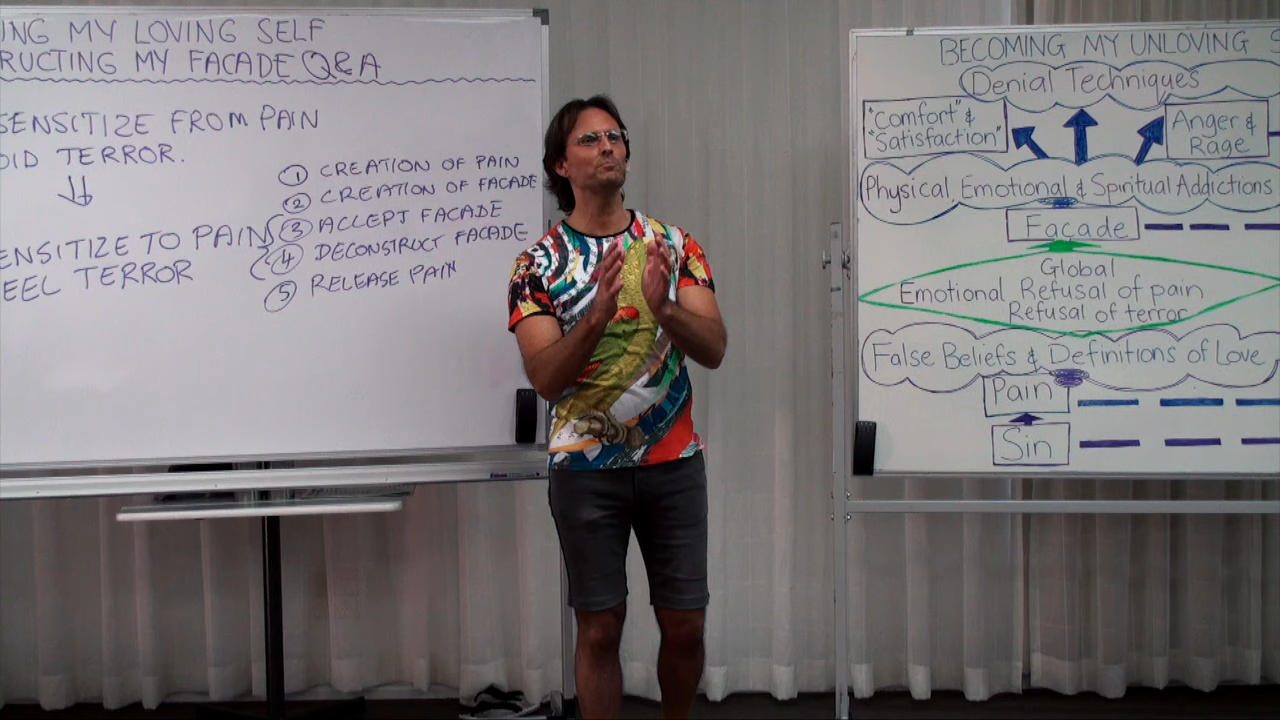 ING MY LOVING SELF
RUCTING MY FACADE Q&A
SENSITIZE FROM PAIN
OID TERROR.
① CREATION OF PAIN
② CREATION OF FACADE
③ ACCEPT FACADE
④ DECONSTRUCT FACADE
⑤ RELEASE PAIN
ENSITIZE TO PAIN
EEL TERROR
BECOMING MY UNLOVING S
Denial Techniques
"Comfort" &
"Satisfaction"
Anger &
Rage
Physical, Emotional & Spiritual Addictions
Facade
Global
Emotional Refusal of pain
Refusal of terror
False Beliefs & Definitions of Love
Pain
Sin